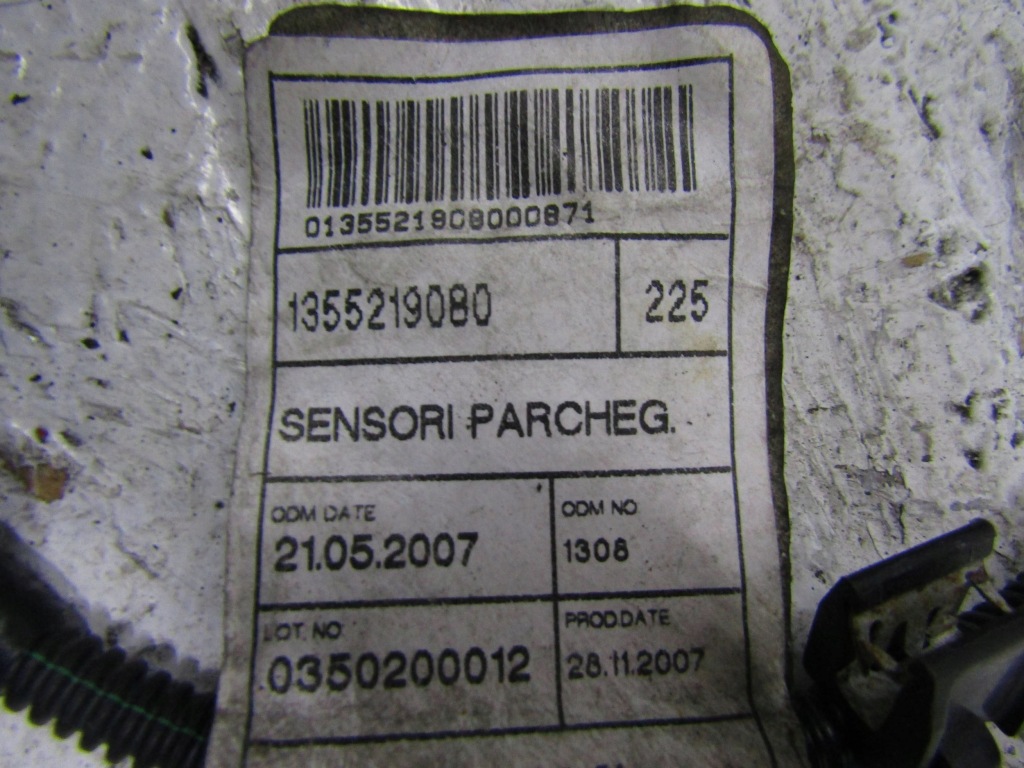 0135521908000871
1355219080 225
SENSORI PARCHEG.
ODM DATE ODM NO
21.05.2007 1308
LOT. NO PROD.DATE
0350200012 28.11.2007